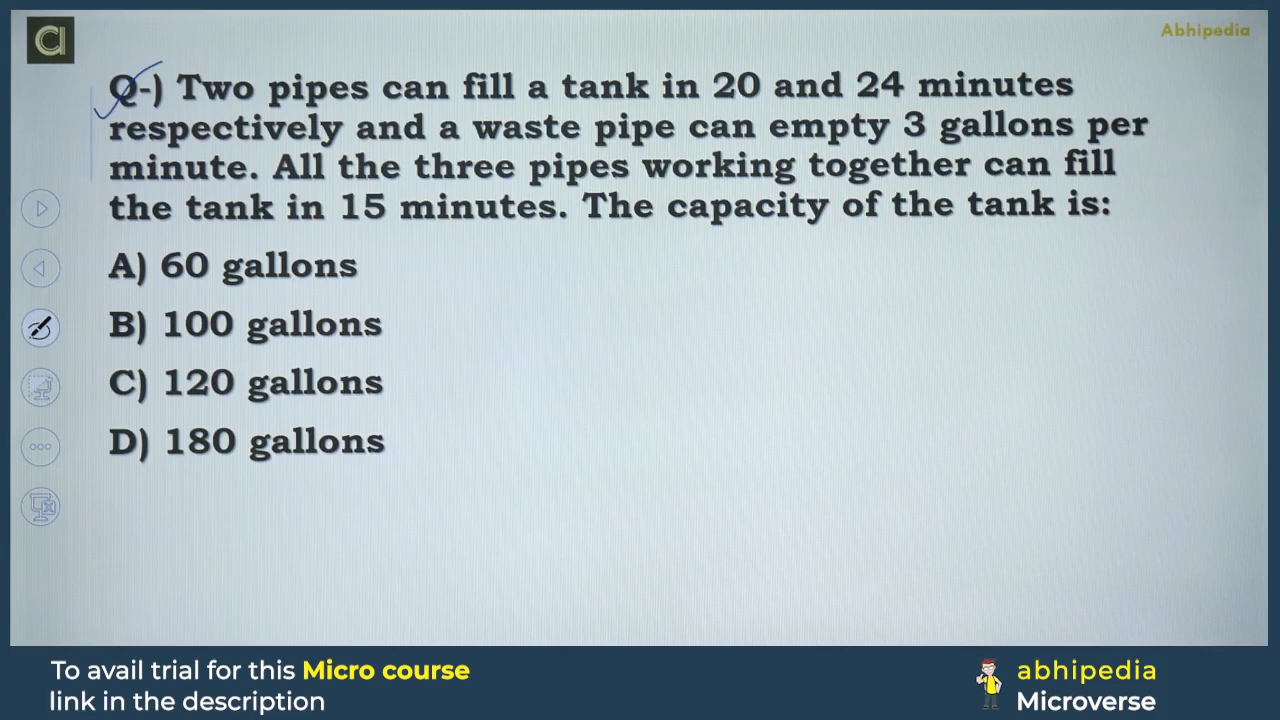 a
Abhipedia
Q-) Two pipes can fill a tank in 20 and 24 minutes
respectively and a waste pipe can empty 3 gallons per
minute. All the three pipes working together can fill
the tank in 15 minutes. The capacity of the tank is:
A) 60 gallons
B) 100 gallons
C) 120 gallons
D) 180 gallons
To avail trial for this Micro course
link in the description
abhipedia
Microverse